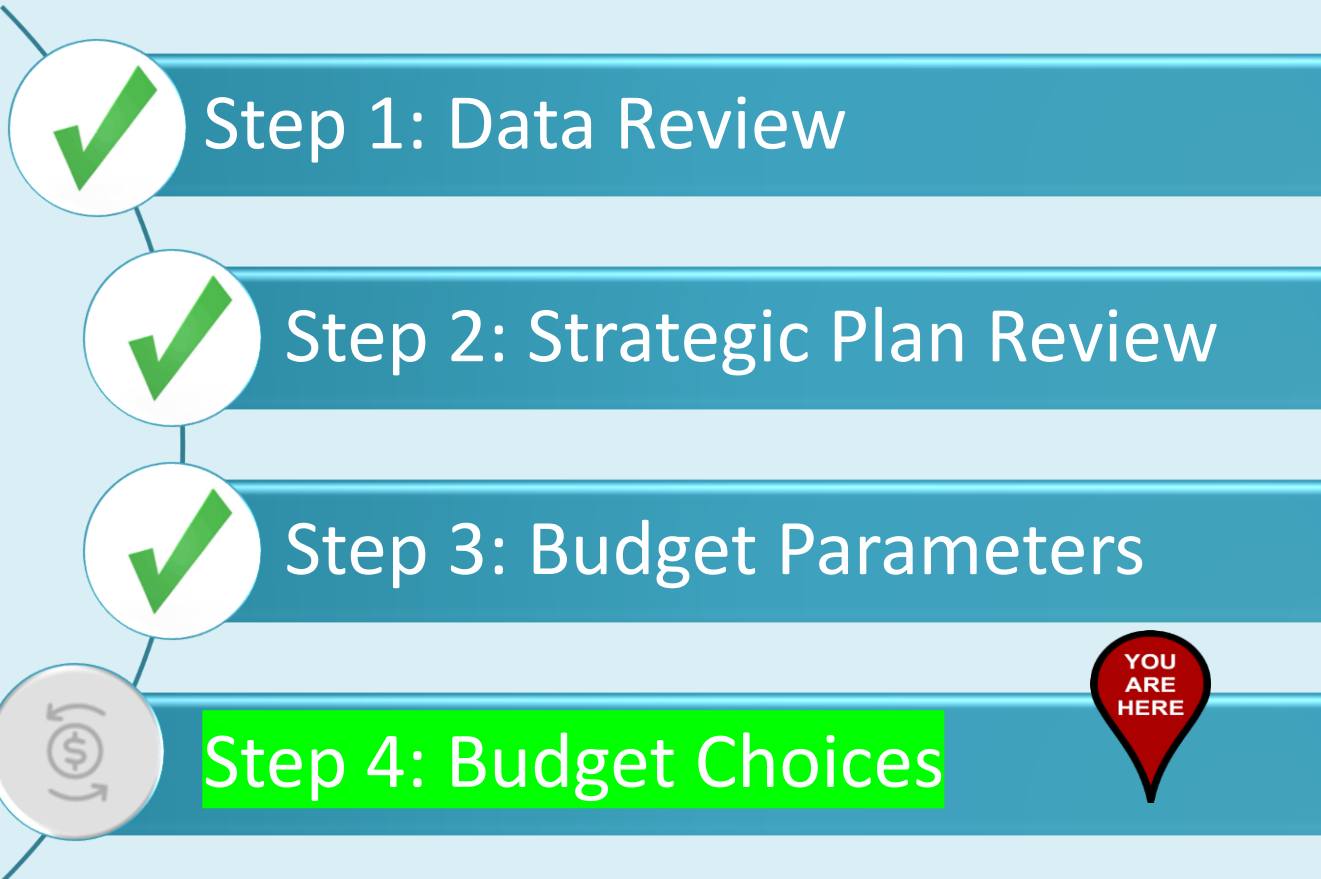 Step 1: Data Review
Step 2: Strategic Plan Review
Step 3: Budget Parameters
YOU
ARE
HERE
Step 4: Budget Choices
$